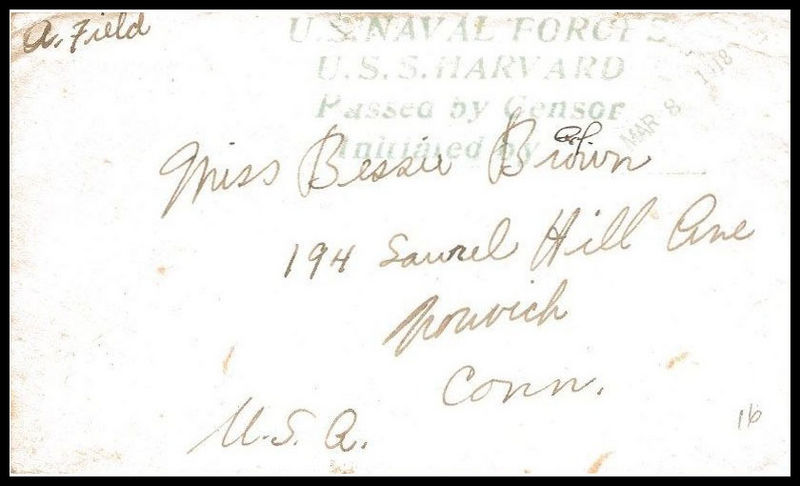 A. Field
U.S. NAVAL FORCES
U.S.S. HARVARD
Passed by Censor
Initialed by
MAR 8 1918
Miss Bessie Brown
194 Laurel Hill Ave
Norwich
Conn.
U.S.A.
16